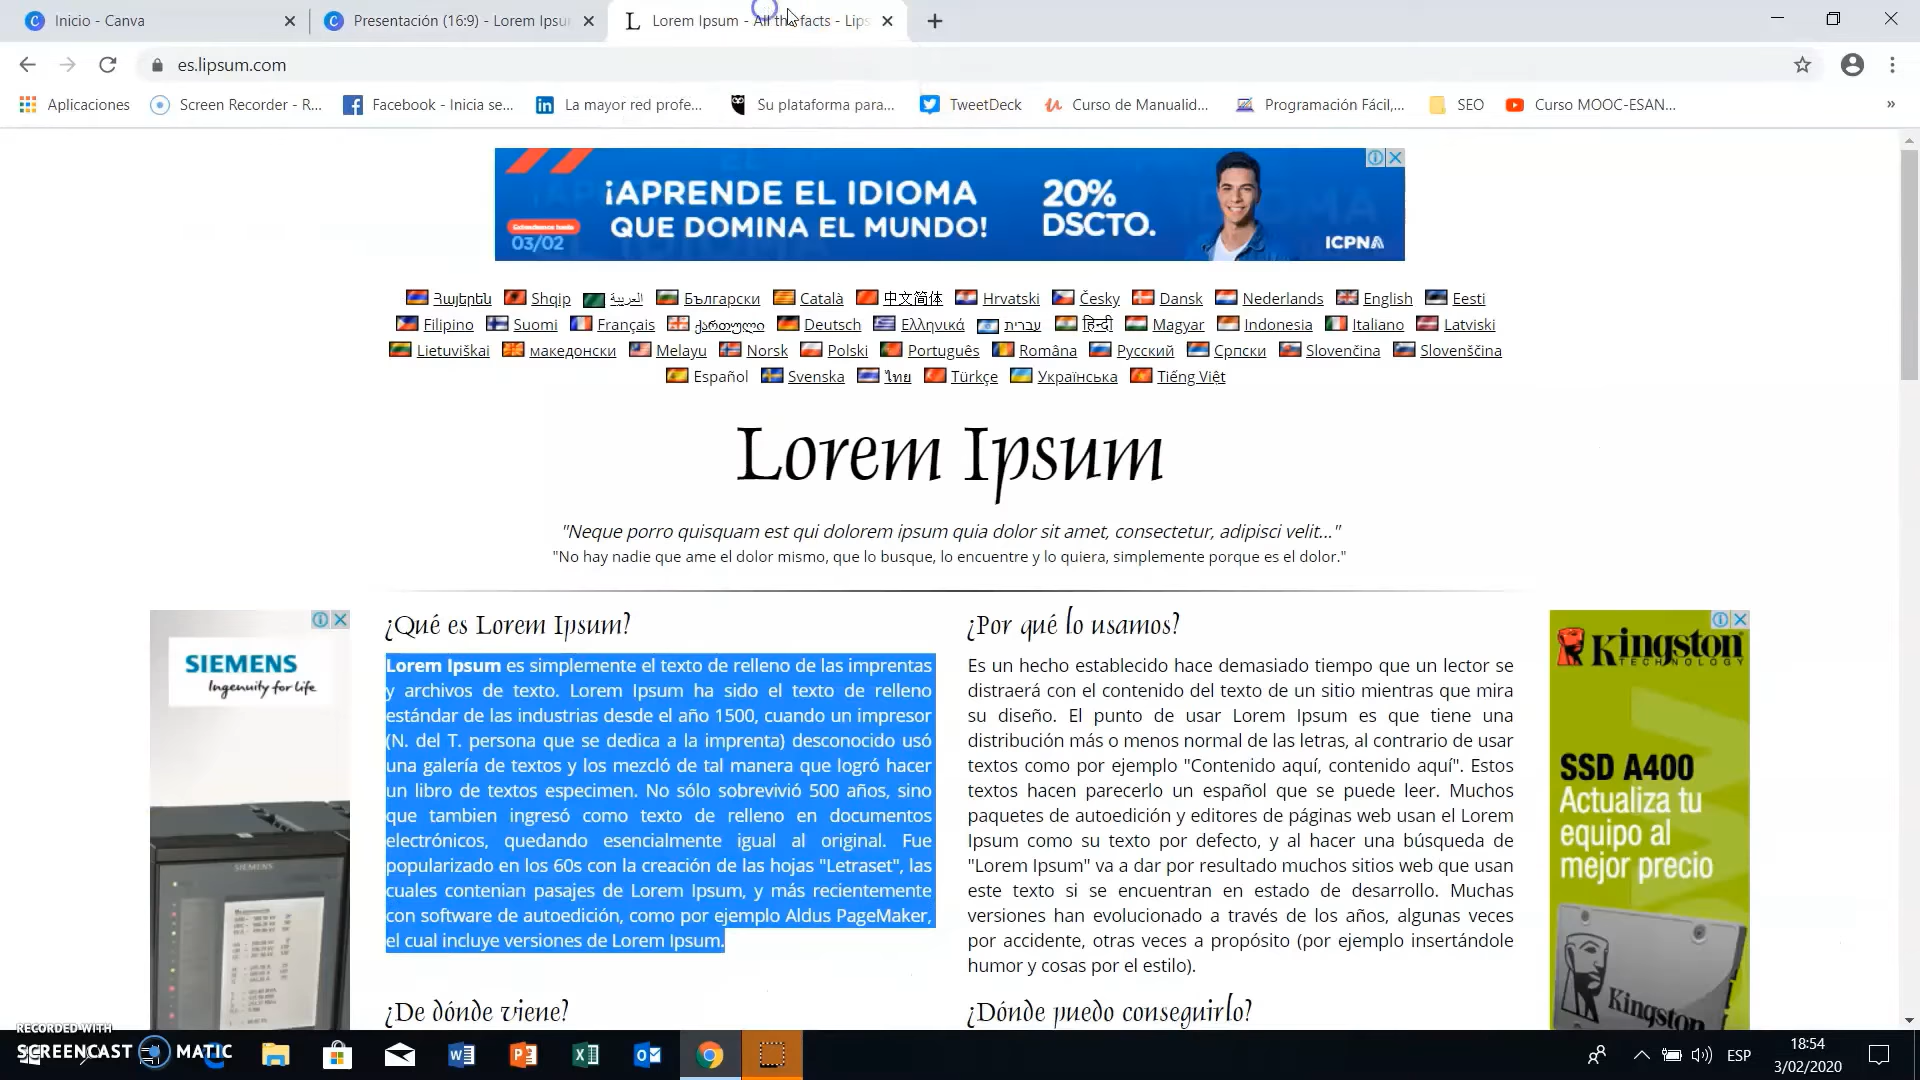 Inicio - Canva
Presentación (16:9) - Lorem Ipsu
Lorem Ipsum - All the facts - Lips
es.lipsum.com
Aplicaciones
Screen Recorder - R...
Facebook - Inicia se...
La mayor red profe...
Su plataforma para...
TweetDeck
Curso de Manualid...
Programación Fácil,...
SEO
Curso MOOC-ESAN...
»
¡APRENDE EL IDIOMA
QUE DOMINA EL MUNDO!
03/02
20%
DSCTO.
ICPNA
Հայերեն Shqip العربية Български Català 中文简体 Hrvatski Česky Dansk Nederlands English Eesti
Filipino Suomi Français ქართული Deutsch Ελληνικά עברית हिन्दी Magyar Indonesia Italiano Latviski
Lietuviškai македонски Melayu Norsk Polski Português Româna Русский Српски Slovenčina Slovenščina
Español Svenska ไทย Türkçe Українська Tiếng Việt
Lorem Ipsum
"Neque porro quisquam est qui dolorem ipsum quia dolor sit amet, consectetur, adipisci velit..."
"No hay nadie que ame el dolor mismo, que lo busque, lo encuentre y lo quiera, simplemente porque es el dolor."
SIEMENS
Ingenuity for life
SIEMENS
¿Qué es Lorem Ipsum?
Lorem Ipsum es simplemente el texto de relleno de las imprentas
y archivos de texto. Lorem Ipsum ha sido el texto de relleno
estándar de las industrias desde el año 1500, cuando un impresor
(N. del T. persona que se dedica a la imprenta) desconocido usó
una galería de textos y los mezcló de tal manera que logró hacer
un libro de textos especimen. No sólo sobrevivió 500 años, sino
que tambien ingresó como texto de relleno en documentos
electrónicos, quedando esencialmente igual al original. Fue
popularizado en los 60s con la creación de las hojas "Letraset", las
cuales contenian pasajes de Lorem Ipsum, y más recientemente
con software de autoedición, como por ejemplo Aldus PageMaker,
el cual incluye versiones de Lorem Ipsum.
¿De dónde viene?
¿Por qué lo usamos?
Es un hecho establecido hace demasiado tiempo que un lector se
distraerá con el contenido del texto de un sitio mientras que mira
su diseño. El punto de usar Lorem Ipsum es que tiene una
distribución más o menos normal de las letras, al contrario de usar
textos como por ejemplo "Contenido aquí, contenido aquí". Estos
textos hacen parecerlo un español que se puede leer. Muchos
paquetes de autoedición y editores de páginas web usan el Lorem
Ipsum como su texto por defecto, y al hacer una búsqueda de
"Lorem Ipsum" va a dar por resultado muchos sitios web que usan
este texto si se encuentran en estado de desarrollo. Muchas
versiones han evolucionado a través de los años, algunas veces
por accidente, otras veces a propósito (por ejemplo insertándole
humor y cosas por el estilo).
¿Dónde puedo conseguirlo?
Kingston
TECHNOLOGY
SSD A400
Actualiza tu
equipo al
mejor precio
Kingston
RECORDED WITH
SCREENCAST MATIC
ESP
18:54
3/02/2020